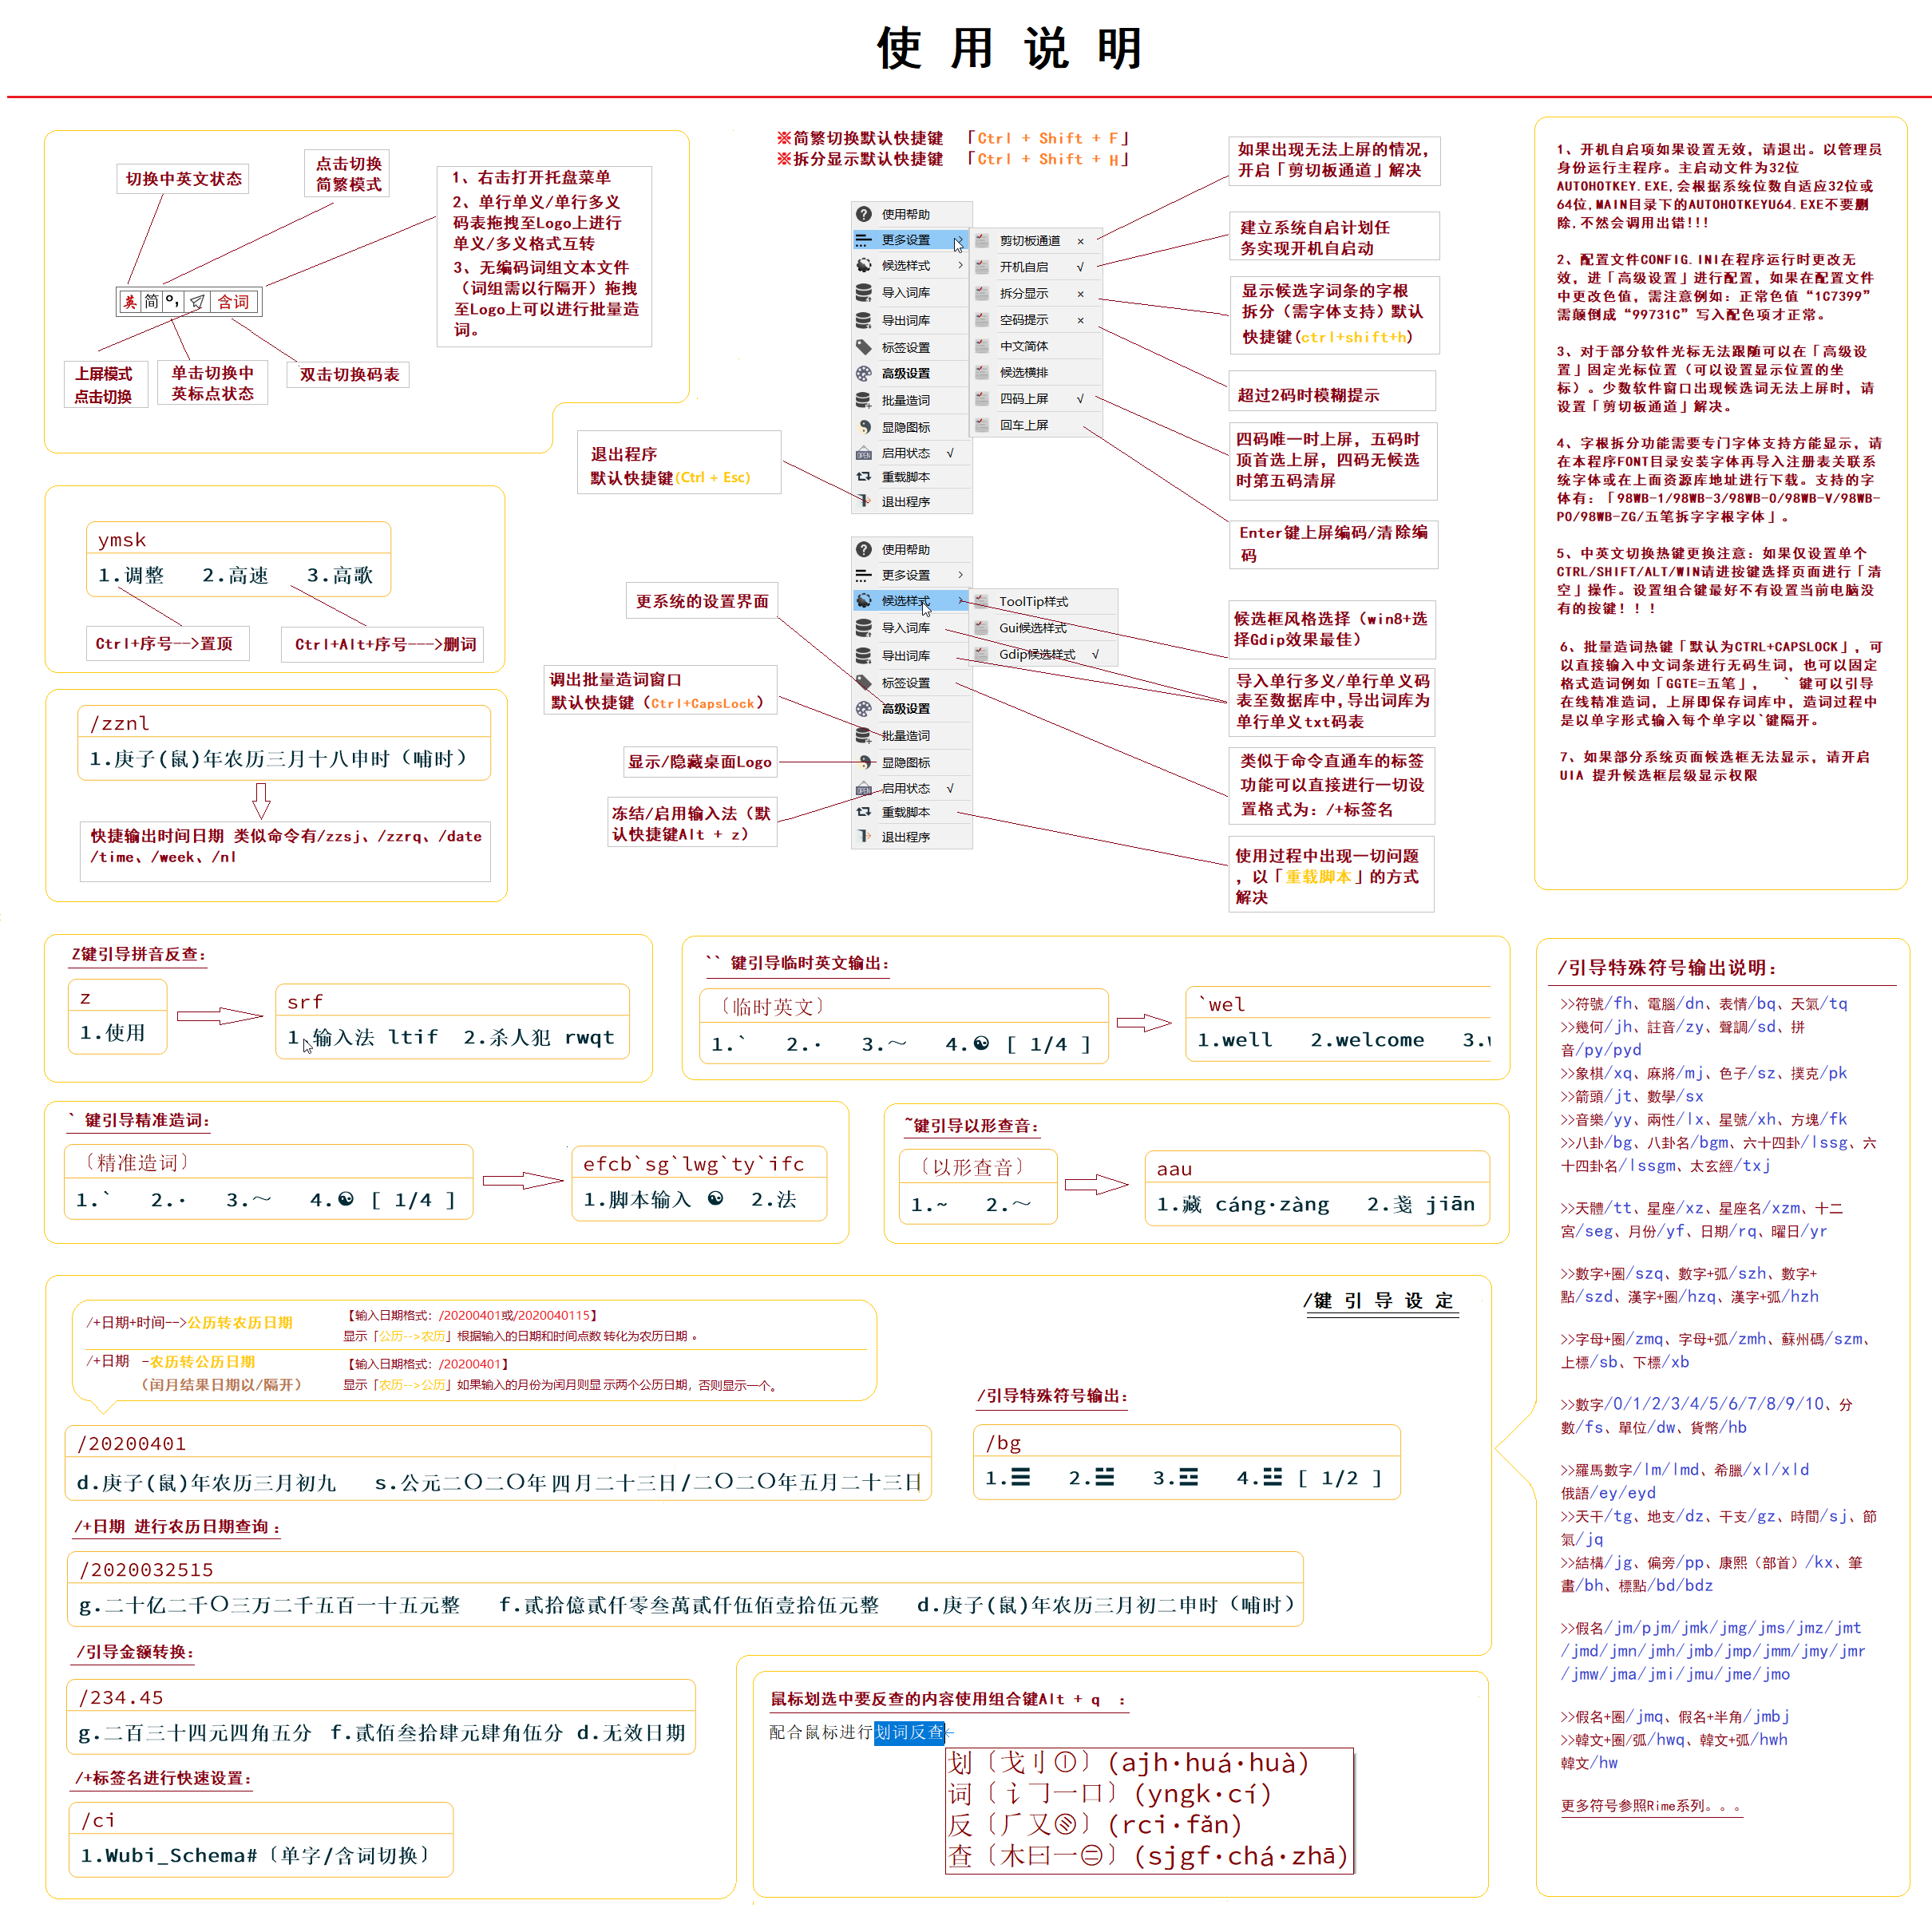 使 用 说 明
切换中英文状态
点击切换
简繁模式
1、右击打开托盘菜单
2、单行单义/单行多义
码表拖拽至Logo上进行
单义/多义格式互转
3、无编码词组文本文件
（词组需以行隔开）拖拽
至Logo上可以进行批量造
词。
英 简 °, 含词
上屏模式
点击切换
单击切换中
英标点状态
双击切换码表
※简繁切换默认快捷键 「Ctrl + Shift + F」
※拆分显示默认快捷键 「Ctrl + Shift + H」
使用帮助
更多设置 >
候选样式 >
导入词库
导出词库
标签设置
高级设置
批量造词
显隐图标
启用状态 √
重载脚本
退出程序
剪切板通道 ×
开机自启 √
拆分显示 ×
空码提示 ×
中文简体
候选横排
四码上屏 √
回车上屏
如果出现无法上屏的情况，
开启「剪切板通道」解决
建立系统自启计划任
务实现开机自启动
显示候选字词条的字根
拆分（需字体支持）默认
快捷键(ctrl+shift+h)
超过2码时模糊提示
四码唯一时上屏，五码时
顶首选上屏，四码无候选
时第五码清屏
Enter键上屏编码/清除编
码
退出程序
默认快捷键(Ctrl + Esc)
使用帮助
更多设置 >
候选样式 >
导入词库
导出词库
标签设置
高级设置
批量造词
显隐图标
启用状态 √
重载脚本
退出程序
ToolTip样式
Gui候选样式
Gdip候选样式 √
更系统的设置界面
调出批量造词窗口
默认快捷键（Ctrl+CapsLock）
显示/隐藏桌面Logo
冻结/启用输入法（默
认快捷键Alt + z）
候选框风格选择（win8+选
择Gdip效果最佳）
导入单行多义/单行单义码
表至数据库中，导出词库为
单行单义txt码表
类似于命令直通车的标签
功能可以直接进行一切设
置格式为：/+标签名
使用过程中出现一切问题
，以「重载脚本」的方式
解决
ymsk
1.调整 2.高速 3.高歌
Ctrl+序号-->置顶
Ctrl+Alt+序号--->删词
/zznl
1.庚子(鼠)年农历三月十八申时（哺时）
快捷输出时间日期 类似命令有/zzsj、/zzrq、/date
/time、/week、/nl
1、开机自启项如果设置无效，请退出。以管理员
身份运行主程序。主启动文件为32位
AUTOHOTKEY.EXE,会根据系统位数自适应32位或
64位,MAIN目录下的AUTOHOTKEYU64.EXE不要删
除,不然会调用出错!!!
2、配置文件CONFIG.INI在程序运行时更改无
效，进「高级设置」进行配置，如果在配置文件
中更改色值，需注意例如：正常色值“1C7399”
需颠倒成“99731C”写入配色项才正常。
3、对于部分软件光标无法跟随可以在「高级设
置」固定光标位置（可以设置显示位置的坐
标）。少数软件窗口出现候选词无法上屏时，请
设置「剪切板通道」解决。
4、字根拆分功能需要专门字体支持方能显示，请
在本程序FONT目录安装字体再导入注册表关联系
统字体或在上面资源库地址进行下载。支持的字
体有：「98WB-1/98WB-3/98WB-0/98WB-V/98WB-
P0/98WB-ZG/五笔拆字字根字体」。
5、中英文切换热键更换注意：如果仅设置单个
CTRL/SHIFT/ALT/WIN请进按键选择页面进行「清
空」操作。设置组合键最好不有设置当前电脑没
有的按键！！！
6、批量造词热键「默认为CTRL+CAPSLOCK」，可
以直接输入中文词条进行无码生词，也可以固定
格式造词例如「GGTE=五笔」， ` 键可以引导
在线精准造词，上屏即保存词库中，造词过程中
是以单字形式输入每个单字以`键隔开。
7、如果部分系统页面候选框无法显示，请开启
UIA 提升候选框层级显示权限
Z键引导拼音反查：
z
1.使用
srf
1.输入法 ltif 2.杀人犯 rwqt
`` 键引导临时英文输出：
〔临时英文〕
1.` 2.· 3.～ 4.☯ [ 1/4 ]
`wel
1.well 2.welcome 3.
` 键引导精准造词：
〔精准造词〕
1.` 2.· 3.～ 4.☯ [ 1/4 ]
efcb`sg`lwg`ty`ifc
1.脚本输入 ☯ 2.法
~键引导以形查音：
〔以形查音〕
1.~ 2.～
aau
1.藏 cáng·zàng 2.戔 jiān
/键 引 导 设 定
/+日期+时间-->公历转农历日期
【输入日期格式：/20200401或/2020040115】
显示「公历-->农历」根据输入的日期和时间点数 转化为农历日期 。
/+日期 -农历转公历日期
（闰月结果日期以/隔开）
【输入日期格式：/20200401】
显示「农历-->公历」如果输入的月份为闰月则显 示两个公历日期，否则显示一个。
/20200401
d.庚子(鼠)年农历三月初九 s.公元二〇二〇年四月二十三日/二〇二〇年五月二十三日
/引导特殊符号输出：
/bg
1.☰ 2.☱ 3.☲ 4.☳ [ 1/2 ]
/+日期 进行农历日期查询 ：
/2020032515
g.二十亿二千〇三万二千五百一十五元整 f.贰拾億贰仟零叁萬贰仟伍佰壹拾伍元整 d.庚子(鼠)年农历三月初二申时（哺时）
/引导金额转换：
/234.45
g.二百三十四元四角五分 f.贰佰叁拾肆元肆角伍分 d.无效日期
/+标签名进行快速设置：
/ci
1.Wubi_Schema#〔单字/含词切换〕
鼠标划选中要反查的内容使用组合键Alt + q ：
配合鼠标进行划词反查
划〔戈刂①〕(ajh·huá·huà)
词〔讠㇆一口〕(yngk·cí)
反〔厂又〕(rci·fǎn)
查〔木曰一㊁〕(sjgf·chá·zhā)
/引导特殊符号输出说明：
>>符號/fh、電腦/dn、表情/bq、天氣/tq
>>幾何/jh、註音/zy、聲調/sd、拼
音/py/pyd
>>象棋/xq、麻將/mj、色子/sz、撲克/pk
>>箭頭/jt、數學/sx
>>音樂/yy、兩性/lx、星號/xh、方塊/fk
>>八卦/bg、八卦名/bgm、六十四卦/lssg、六
十四卦名/lssgm、太玄經/txj
>>天體/tt、星座/xz、星座名/xzm、十二
宮/seg、月份/yf、日期/rq、曜日/yr
>>數字+圈/szq、數字+弧/szh、數字+
點/szd、漢字+圈/hzq、漢字+弧/hzh
>>字母+圈/zmq、字母+弧/zmh、蘇州碼/szm、
上標/sb、下標/xb
>>數字/0/1/2/3/4/5/6/7/8/9/10、分
數/fs、單位/dw、貨幣/hb
>>羅馬數字/lm/lmd、希臘/xl/xld
俄語/ey/eyd
>>天干/tg、地支/dz、干支/gz、時間/sj、節
氣/jq
>>結構/jg、偏旁/pp、康熙（部首）/kx、筆
畫/bh、標點/bd/bdz
>>假名/jm/pjm/jmk/jmg/jms/jmz/jmt
/jmd/jmn/jmh/jmb/jmp/jmm/jmy/jmr
/jmw/jma/jmi/jmu/jme/jmo
>>假名+圈/jmq、假名+半角/jmbj
>>韓文+圈/弧/hwq、韓文+弧/hwh
韓文/hw
更多符号参照Rime系列。。。